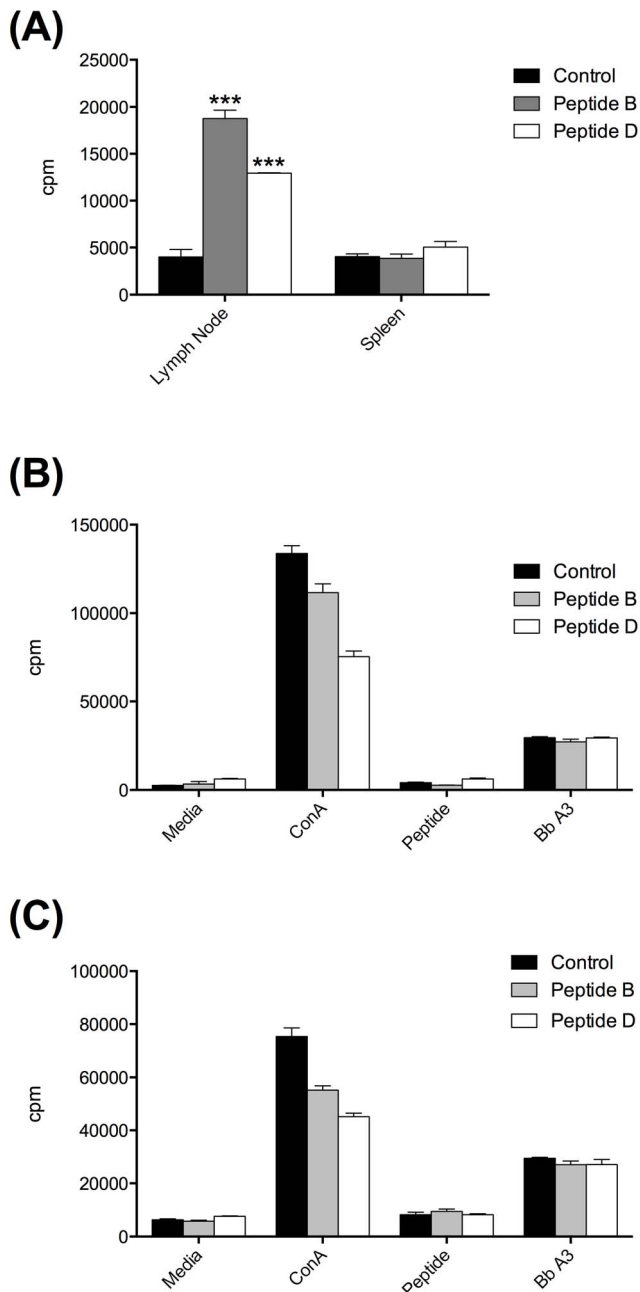 (A)
25000
20000
15000
10000
5000
0
cpm
***
***
Lymph Node
Spleen
Control
Peptide B
Peptide D
(B)
150000
100000
50000
0
cpm
Media
ConA
Peptide
Bb A3
Control
Peptide B
Peptide D
(C)
100000
80000
60000
40000
20000
0
cpm
Media
ConA
Peptide
Bb A3
Control
Peptide B
Peptide D